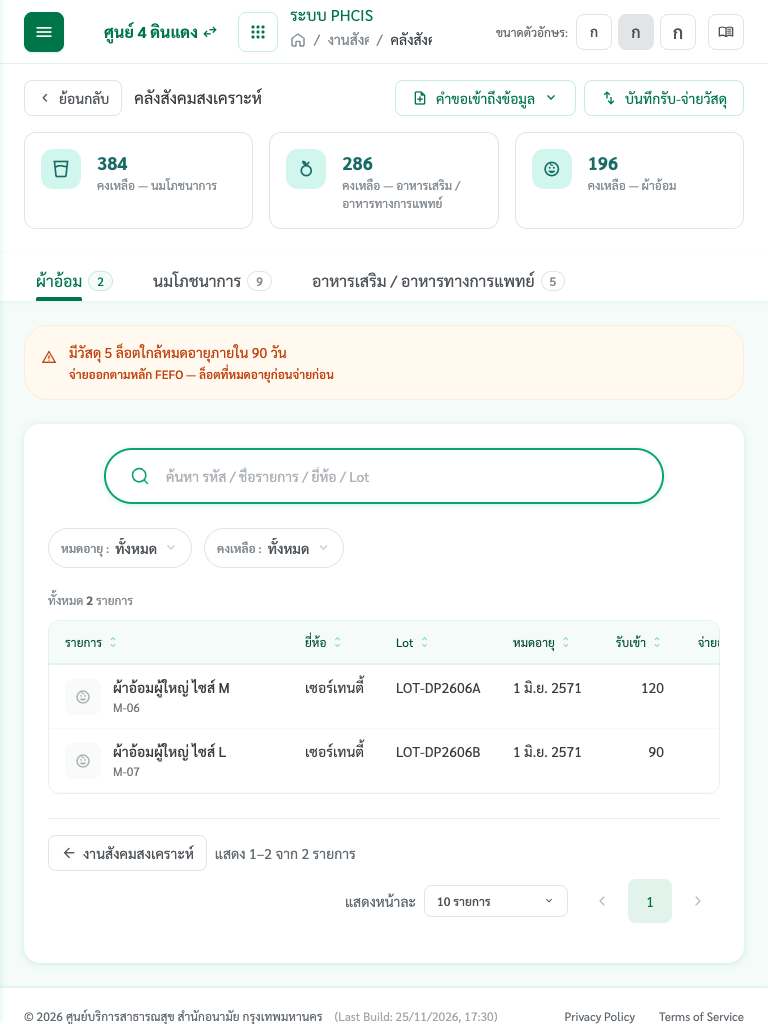 ศูนย์ 4 ดินแดง
ระบบ PHCIS
/ งานสังค / คลังสังค
ขนาดตัวอักษร: ก ก ก
ย้อนกลับ
คลังสังคมสงเคราะห์
คำขอเข้าถึงข้อมูล
บันทึกรับ-จ่ายวัสดุ
384
คงเหลือ — นมโภชนาการ
286
คงเหลือ — อาหารเสริม /
อาหารทางการแพทย์
196
คงเหลือ — ผ้าอ้อม
ผ้าอ้อม 2
นมโภชนาการ 9
อาหารเสริม / อาหารทางการแพทย์ 5
มีวัสดุ 5 ล็อตใกล้หมดอายุภายใน 90 วัน
จ่ายออกตามหลัก FEFO — ล็อตที่หมดอายุก่อนจ่ายก่อน
ค้นหา รหัส / ชื่อรายการ / ยี่ห้อ / Lot
หมดอายุ : ทั้งหมด
คงเหลือ : ทั้งหมด
ทั้งหมด 2 รายการ
รายการ ยี่ห้อ Lot หมดอายุ รับเข้า จ่าย
ผ้าอ้อมผู้ใหญ่ ไซส์ M เซอร์เทนตี้ LOT-DP2606A 1 มิ.ย. 2571 120
M-06
ผ้าอ้อมผู้ใหญ่ ไซส์ L เซอร์เทนตี้ LOT-DP2606B 1 มิ.ย. 2571 90
M-07
งานสังคมสงเคราะห์
แสดง 1–2 จาก 2 รายการ
แสดงหน้าละ 10 รายการ 1
© 2026 ศูนย์บริการสาธารณสุข สำนักอนามัย กรุงเทพมหานคร (Last Build: 25/11/2026, 17:30) Privacy Policy Terms of Service